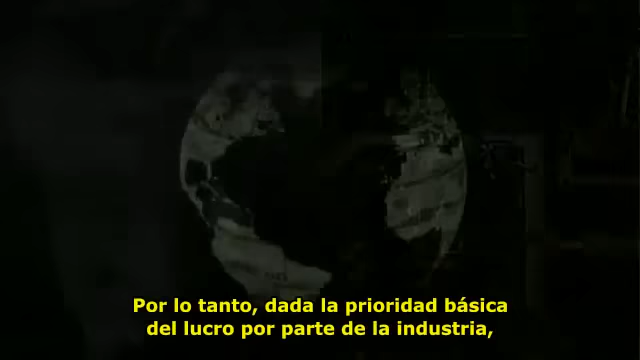 Por lo tanto, dada la prioridad básica
del lucro por parte de la industria,